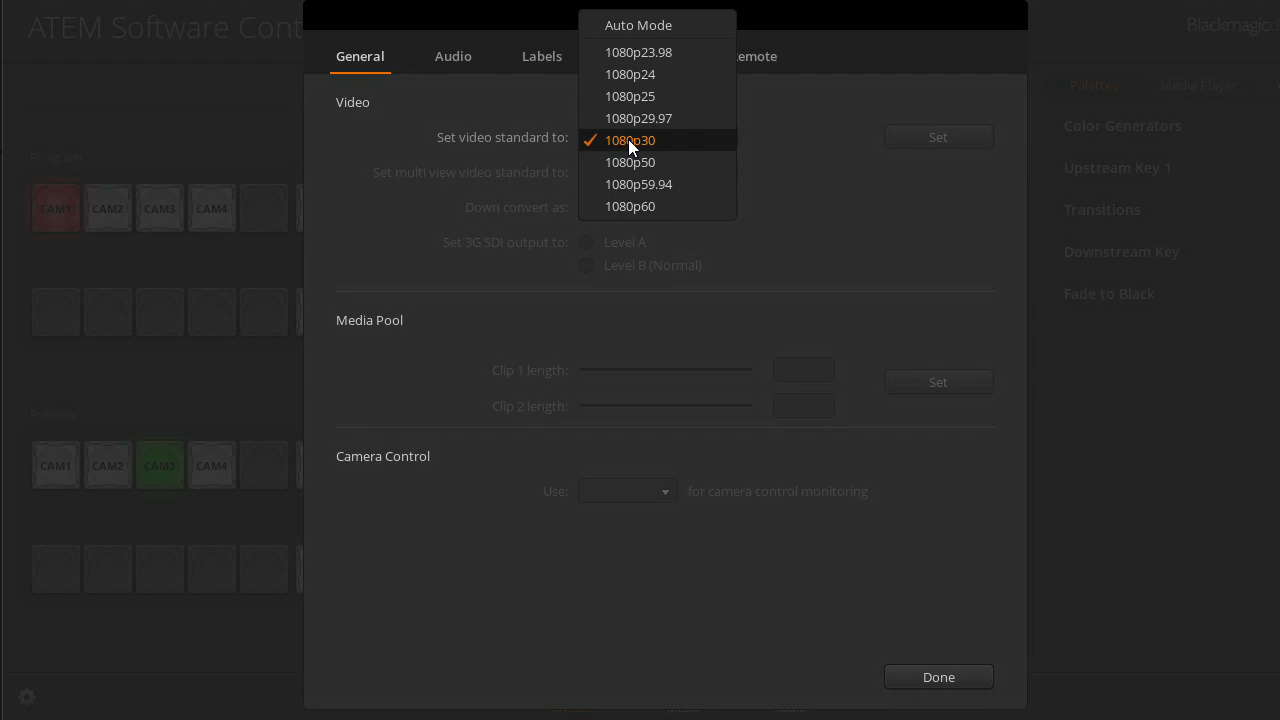 ATEM Software Cont
Blackmagic
Auto Mode
General Audio Labels
1080p23.98
1080p24
1080p25
1080p29.97
1080p30
1080p50
1080p59.94
1080p60
Video
Set video standard to: Set
Set multi view video standard to:
Down convert as:
Set 3G SDI output to: Level A
Level B (Normal)
Media Pool
Clip 1 length: Set
Clip 2 length:
Camera Control
Use: for camera control monitoring
Done
Program
CAM1 CAM2 CAM3 CAM4
Preview
CAM1 CAM2 CAM3 CAM4
Palettes Media Player
Color Generators
Upstream Key 1
Transitions
Downstream Key
Fade to Black